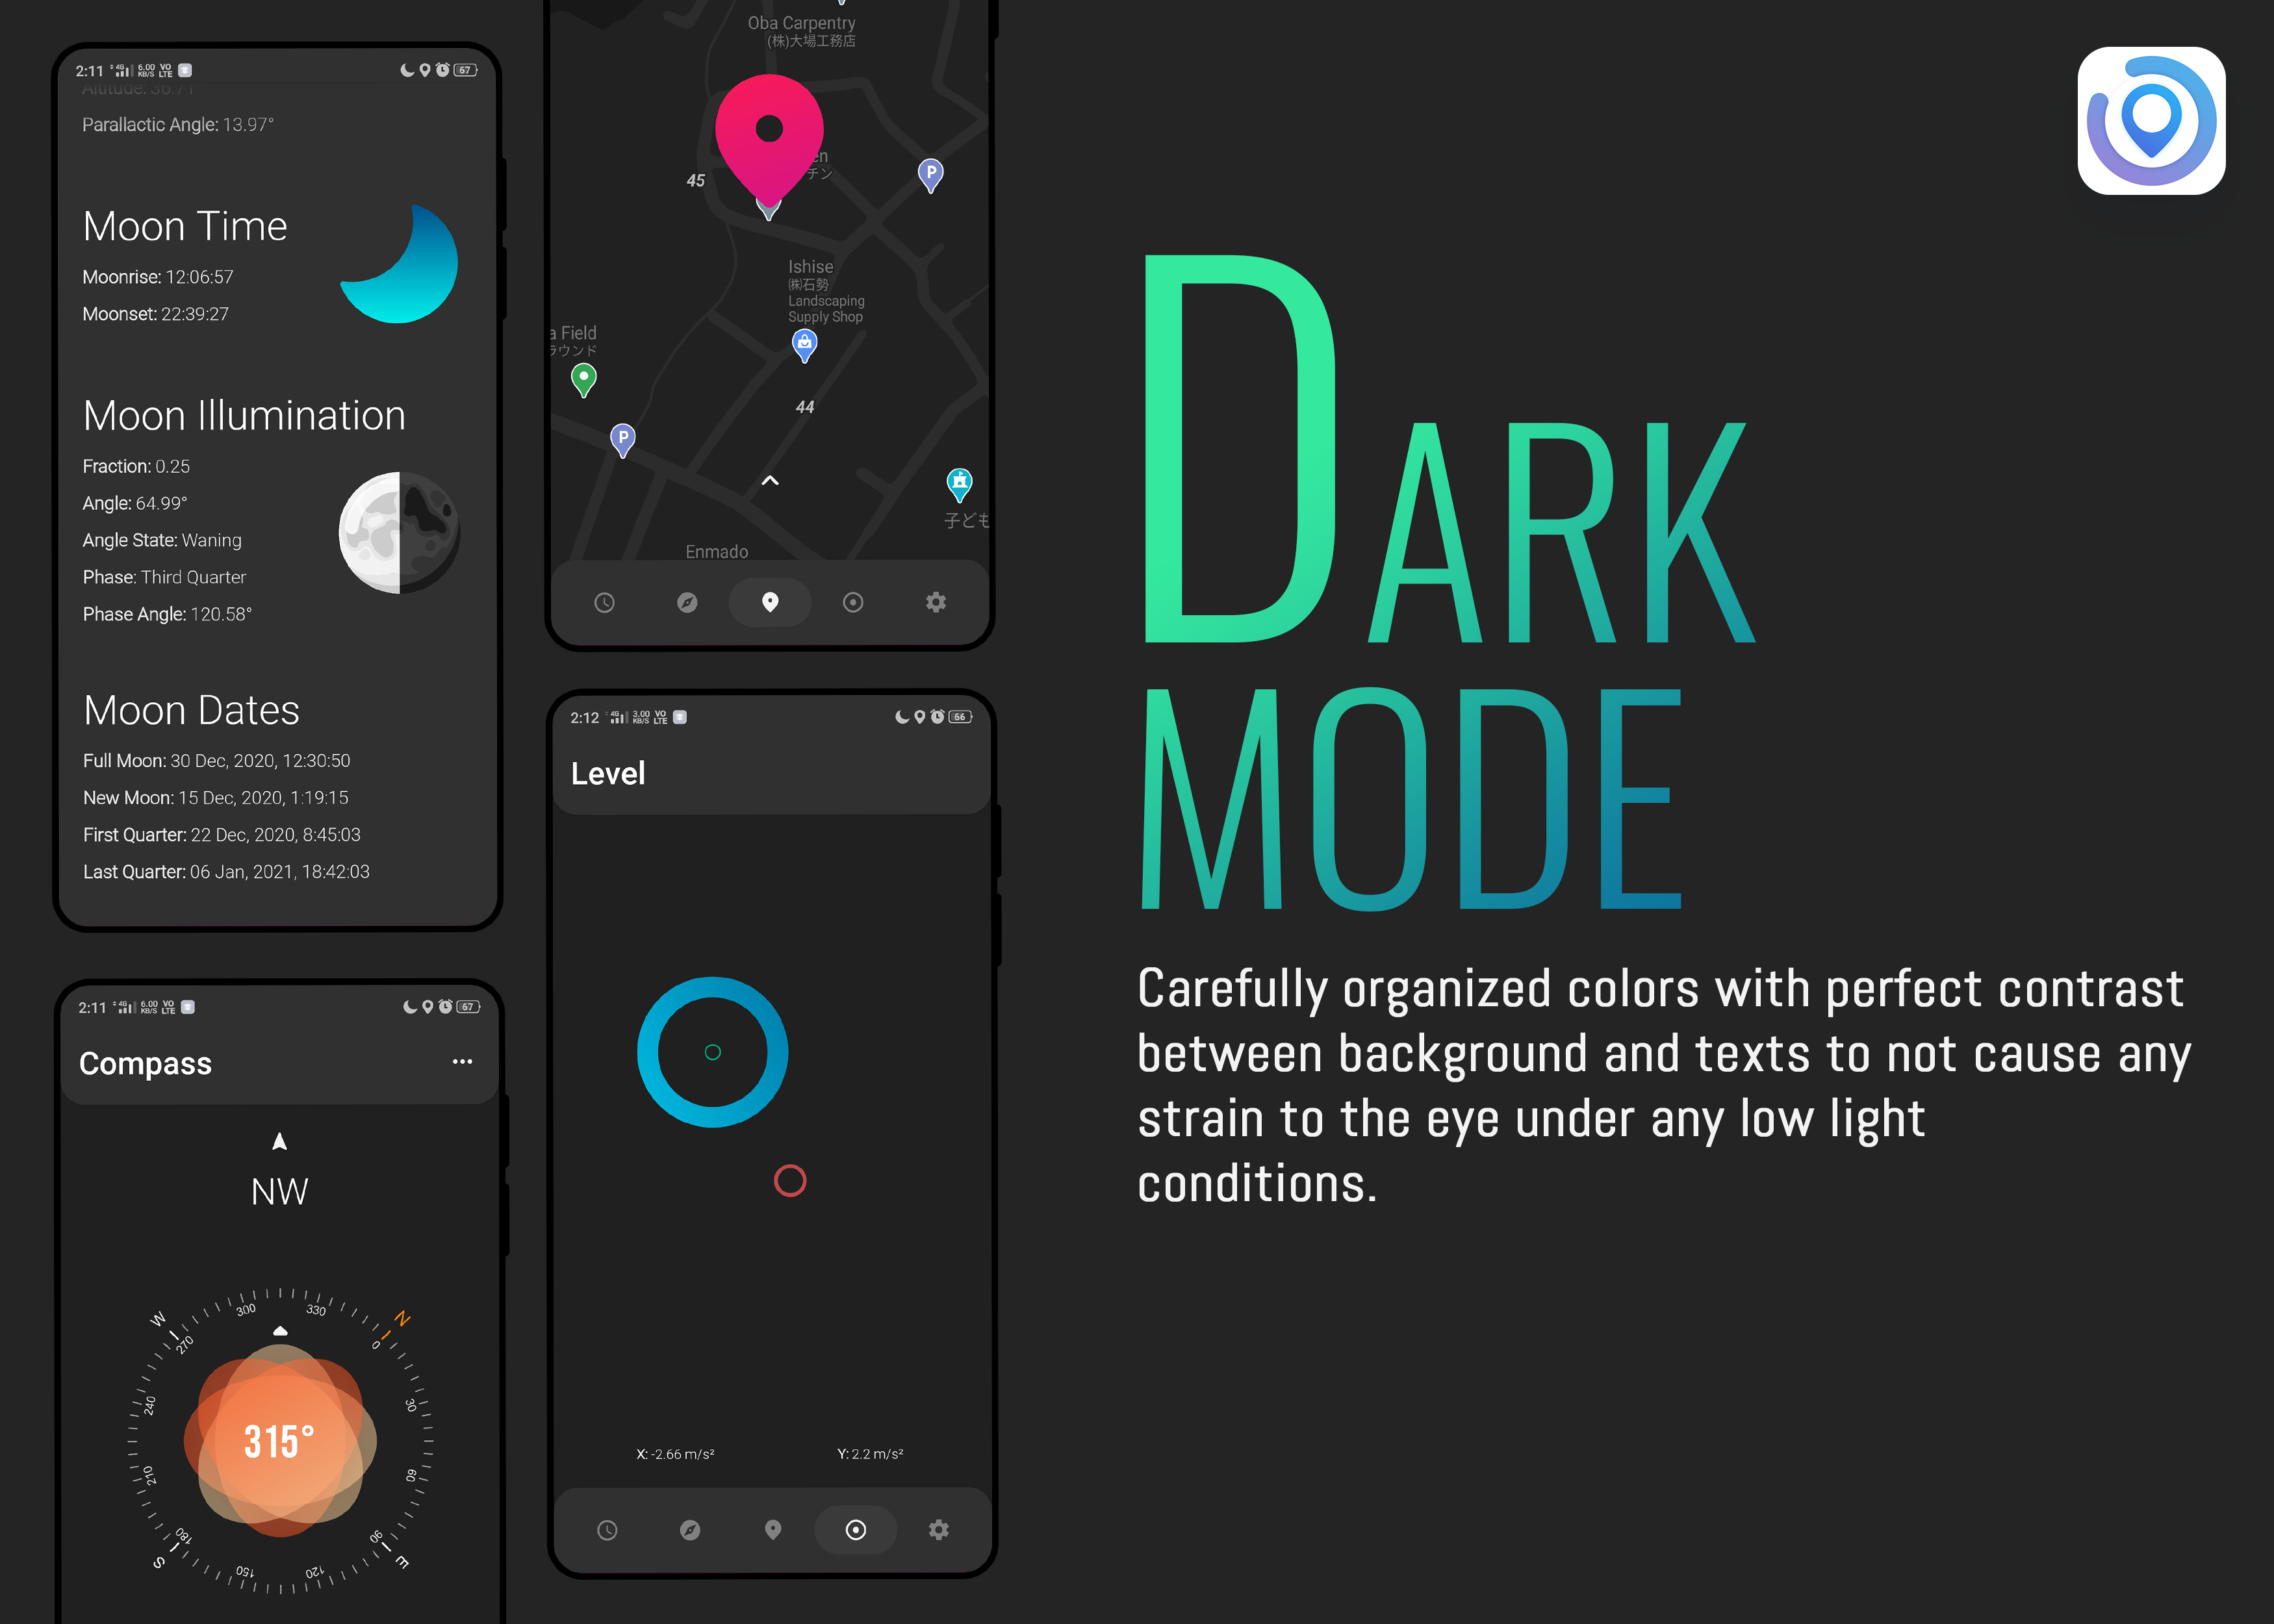 2:11 4G 6.00 KB/S VO LTE 67
Altitude: 36.71
Parallactic Angle: 13.97°
Moon Time
Moonrise: 12:06:57
Moonset: 22:39:27
Moon Illumination
Fraction: 0.25
Angle: 64.99°
Angle State: Waning
Phase: Third Quarter
Phase Angle: 120.58°
Moon Dates
Full Moon: 30 Dec, 2020, 12:30:50
New Moon: 15 Dec, 2020, 1:19:15
First Quarter: 22 Dec, 2020, 8:45:03
Last Quarter: 06 Jan, 2021, 18:42:03
2:11 4G 6.00 KB/S VO LTE 67
Compass
NW
W 300 330 N
270 0
240 30
315°
210 60
180 90
S 150 120 E
Oba Carpentry
(株)大場工務店
en
チン
P
45
Ishise
㈱石勢
Landscaping
Supply Shop
a Field
ラウンド
44
P
子ども
Enmado
2:12 4G 3.00 KB/S VO LTE 66
Level
X: -2.66 m/s² Y: 2.2 m/s²
DARK
MODE
Carefully organized colors with perfect contrast
between background and texts to not cause any
strain to the eye under any low light
conditions.